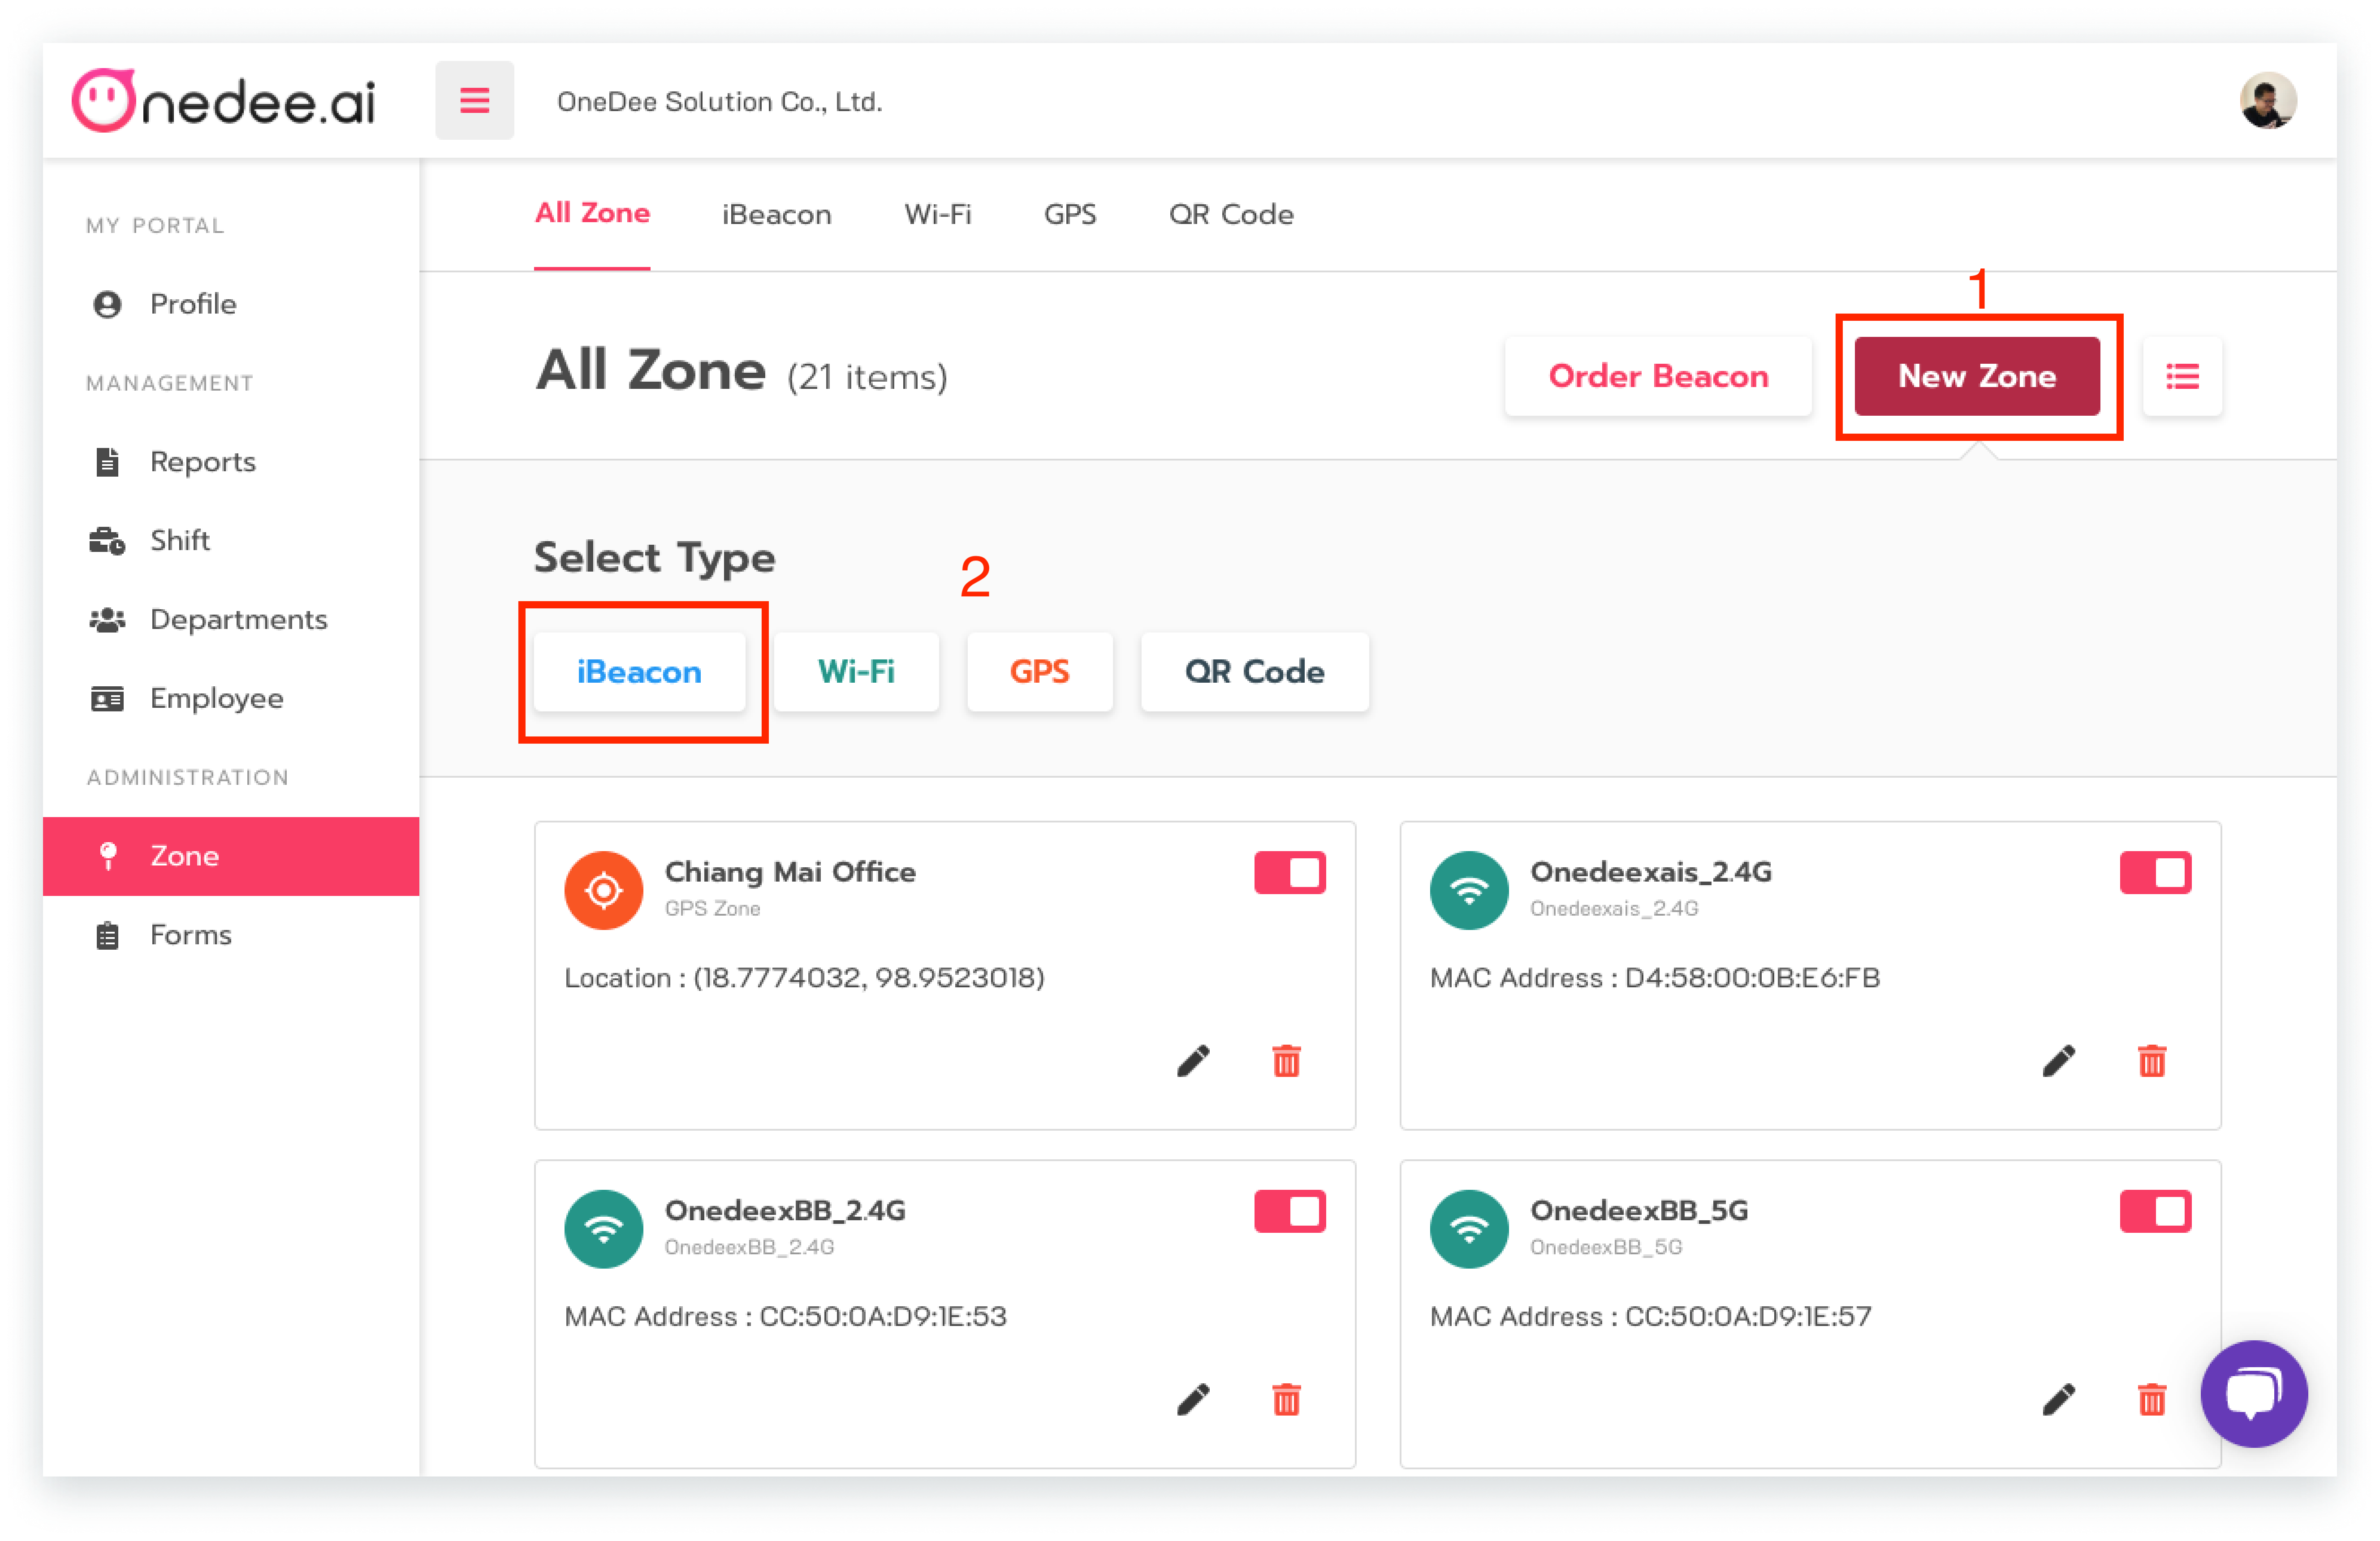 Onedee.ai
OneDee Solution Co., Ltd.
MY PORTAL
Profile
MANAGEMENT
Reports
Shift
Departments
Employee
ADMINISTRATION
Zone
Forms
All Zone iBeacon Wi-Fi GPS QR Code
1
All Zone (21 items) Order Beacon New Zone
Select Type
2
iBeacon Wi-Fi GPS QR Code
Chiang Mai Office
GPS Zone
Location : (18.7774032, 98.9523018)
Onedeexais_2.4G
Onedeexais_2.4G
MAC Address : D4:58:00:0B:E6:FB
OnedeexBB_2.4G
OnedeexBB_2.4G
MAC Address : CC:50:0A:D9:1E:53
OnedeexBB_5G
OnedeexBB_5G
MAC Address : CC:50:0A:D9:1E:57